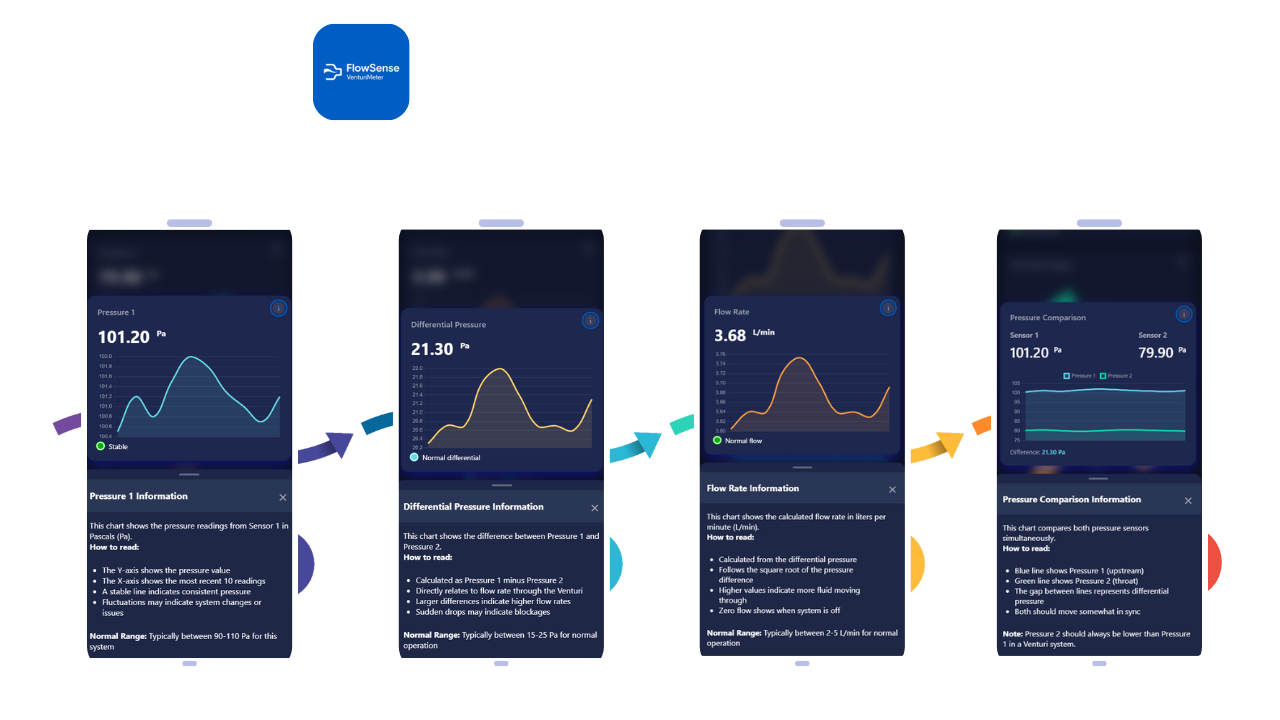 FlowSense
VenturiMeter
Pressure 1
101.20 Pa
102.0
101.8
101.6
101.4
101.2
101.0
100.8
100.6
100.4
Stable
Pressure 1 Information
×
This chart shows the pressure readings from Sensor 1 in
Pascals (Pa).
How to read:
• The Y-axis shows the pressure value
• The X-axis shows the most recent 10 readings
• A stable line indicates consistent pressure
• Fluctuations may indicate system changes or
issues
Normal Range: Typically between 90-110 Pa for this
system
Differential Pressure
21.30 Pa
22.0
21.8
21.6
21.4
21.2
21.0
20.8
20.6
20.2
Normal differential
Differential Pressure Information
×
This chart shows the difference between Pressure 1 and
Pressure 2.
How to read:
• Calculated as Pressure 1 minus Pressure 2
• Directly relates to flow rate through the Venturi
• Larger differences indicate higher flow rates
• Sudden drops may indicate blockages
Normal Range: Typically between 15-25 Pa for normal
operation
Flow Rate
3.68 L/min
3.76
3.74
3.72
3.70
3.68
3.66
3.64
3.62
3.60
Normal flow
Flow Rate Information
×
This chart shows the calculated flow rate in liters per
minute (L/min).
How to read:
• Calculated from the differential pressure
• Follows the square root of the pressure
difference
• Higher values indicate more fluid moving
through
• Zero flow shows when system is off
Normal Range: Typically between 2-5 L/min for normal
operation
Pressure Comparison
Sensor 1 Sensor 2
101.20 Pa 79.90 Pa
Pressure 1 Pressure 2
105
100
95
90
85
80
75
Difference: 21.30 Pa
Pressure Comparison Information
×
This chart compares both pressure sensors
simultaneously.
How to read:
• Blue line shows Pressure 1 (upstream)
• Green line shows Pressure 2 (throat)
• The gap between lines represents differential
pressure
• Both should move somewhat in sync
Note: Pressure 2 should always be lower than Pressure
1 in a Venturi system.